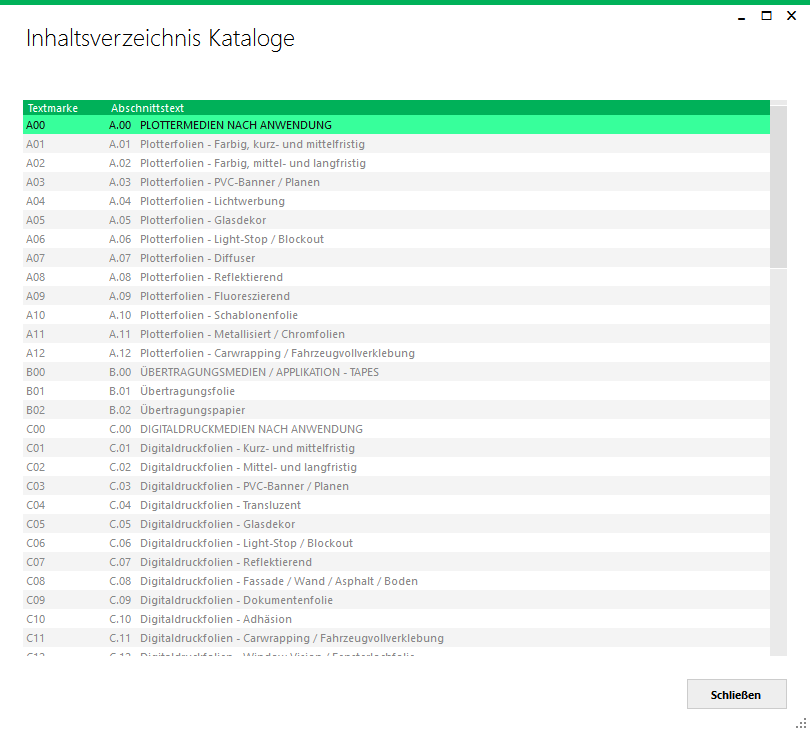 Inhaltsverzeichnis Kataloge
Textmarke Abschnittstext
A00 A.00 PLOTTERMEDIEN NACH ANWENDUNG
A01 A.01 Plotterfolien - Farbig, kurz- und mittelfristig
A02 A.02 Plotterfolien - Farbig, mittel- und langfristig
A03 A.03 Plotterfolien - PVC-Banner / Planen
A04 A.04 Plotterfolien - Lichtwerbung
A05 A.05 Plotterfolien - Glasdekor
A06 A.06 Plotterfolien - Light-Stop / Blockout
A07 A.07 Plotterfolien - Diffuser
A08 A.08 Plotterfolien - Reflektierend
A09 A.09 Plotterfolien - Fluoreszierend
A10 A.10 Plotterfolien - Schablonenfolie
A11 A.11 Plotterfolien - Metallisiert / Chromfolien
A12 A.12 Plotterfolien - Carwrapping / Fahrzeugvollverklebung
B00 B.00 ÜBERTRAGUNGSMEDIEN / APPLIKATION - TAPES
B01 B.01 Übertragungsfolie
B02 B.02 Übertragungspapier
C00 C.00 DIGITALDRUCKMEDIEN NACH ANWENDUNG
C01 C.01 Digitaldruckfolien - Kurz- und mittelfristig
C02 C.02 Digitaldruckfolien - Mittel- und langfristig
C03 C.03 Digitaldruckfolien - PVC-Banner / Planen
C04 C.04 Digitaldruckfolien - Transluzent
C05 C.05 Digitaldruckfolien - Glasdekor
C06 C.06 Digitaldruckfolien - Light-Stop / Blockout
C07 C.07 Digitaldruckfolien - Reflektierend
C08 C.08 Digitaldruckfolien - Fassade / Wand / Asphalt / Boden
C09 C.09 Digitaldruckfolien - Dokumentenfolie
C10 C.10 Digitaldruckfolien - Adhäsion
C11 C.11 Digitaldruckfolien - Carwrapping / Fahrzeugvollverklebung
C12 C.12 Digitaldruckfolien - Window Vision / Fensterlochfolie
Schließen